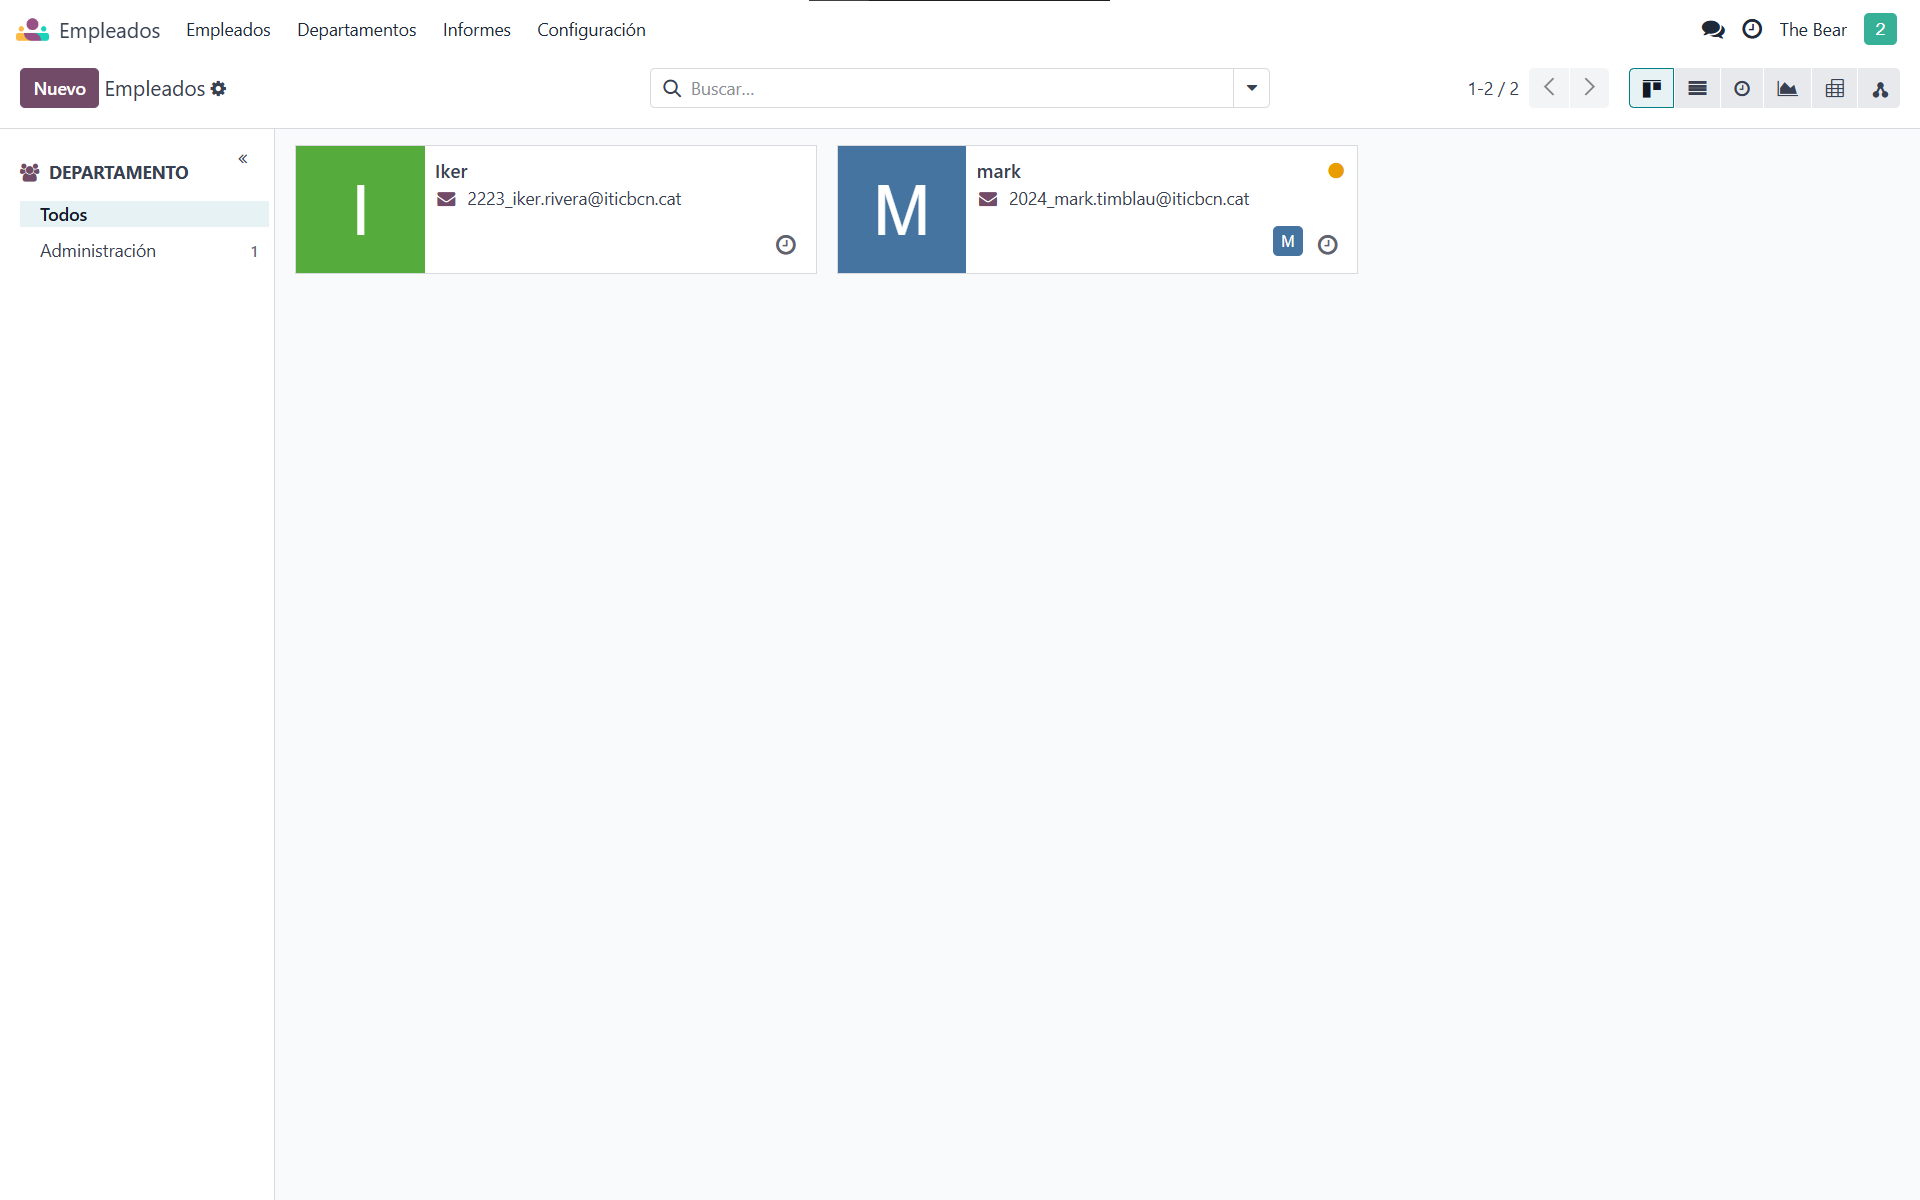 Empleados Empleados Departamentos Informes Configuración The Bear 2
Nuevo Empleados Buscar... 1-2 / 2
DEPARTAMENTO
Todos
Administración 1
I
Iker
2223_iker.rivera@iticbcn.cat
M
mark
2024_mark.timblau@iticbcn.cat
M